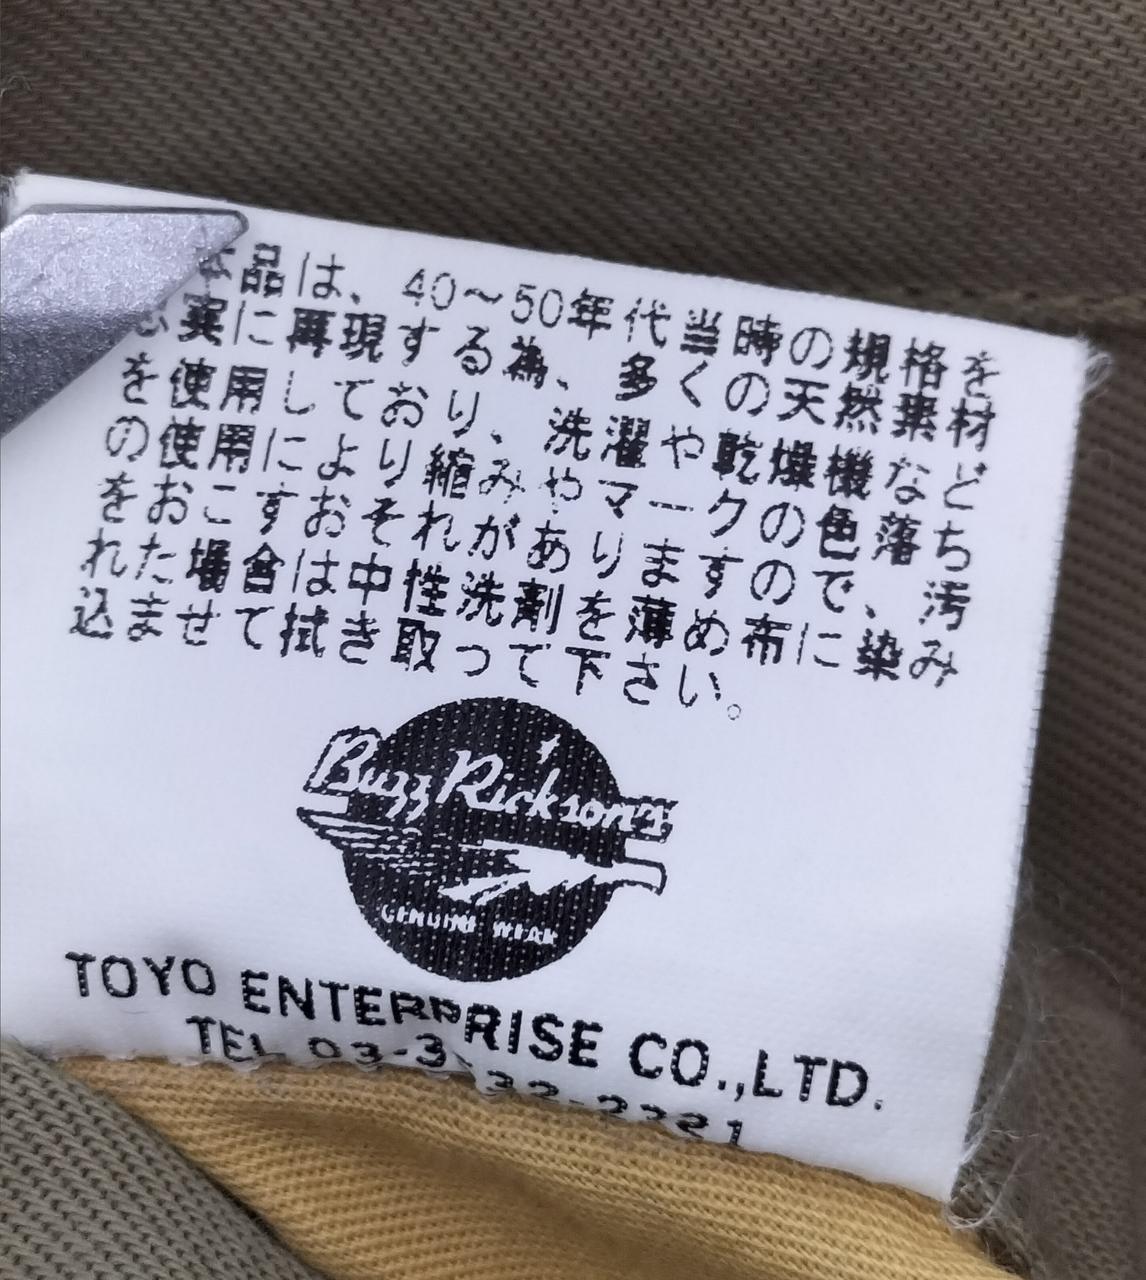 本品は、40〜50年代当時の規格を
忠実に再現する為、多くの天然素材
を使用しており、洗濯や乾燥機など
の使用により縮みやマークの色落ち
をおこすおそれがあります。汚
れた場合は中性洗剤を薄めの布に染み
込ませて拭き取って下さい。
Buzz Rickson's
GENUINE WEAR
TOYO ENTERPRISE CO.,LTD.
TEL 03-3